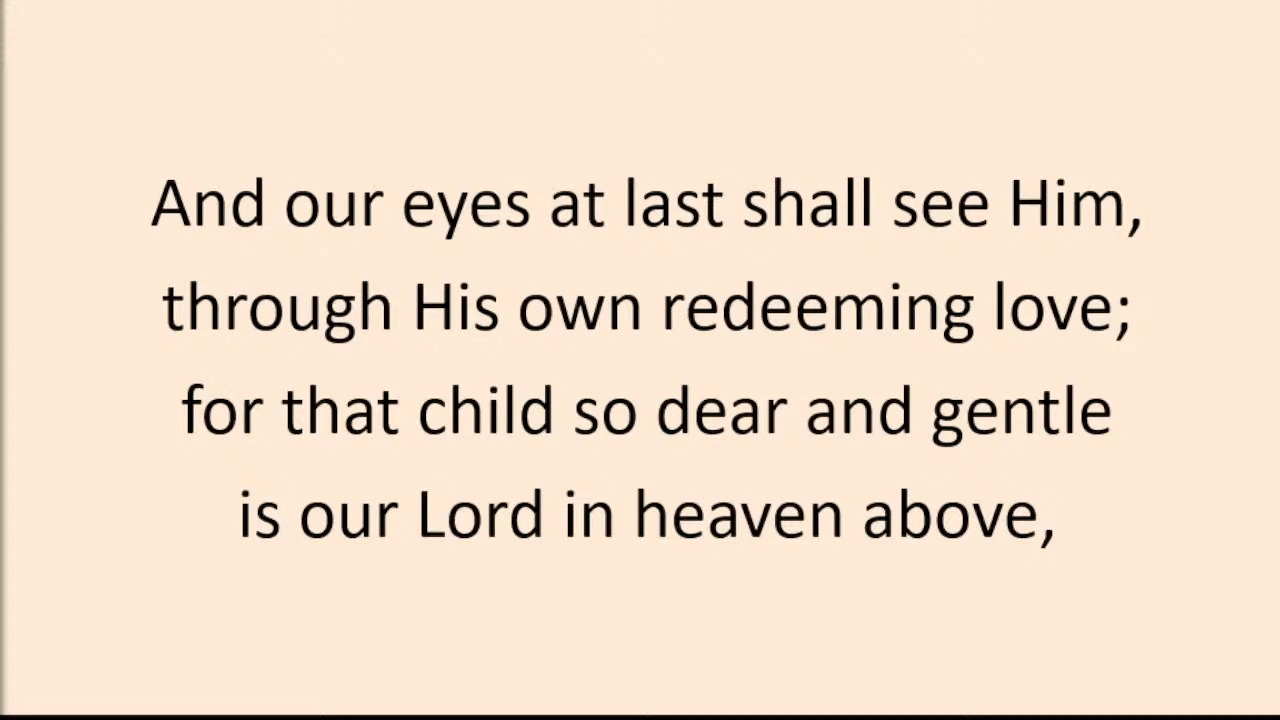 And our eyes at last shall see Him,
through His own redeeming love;
for that child so dear and gentle
is our Lord in heaven above,